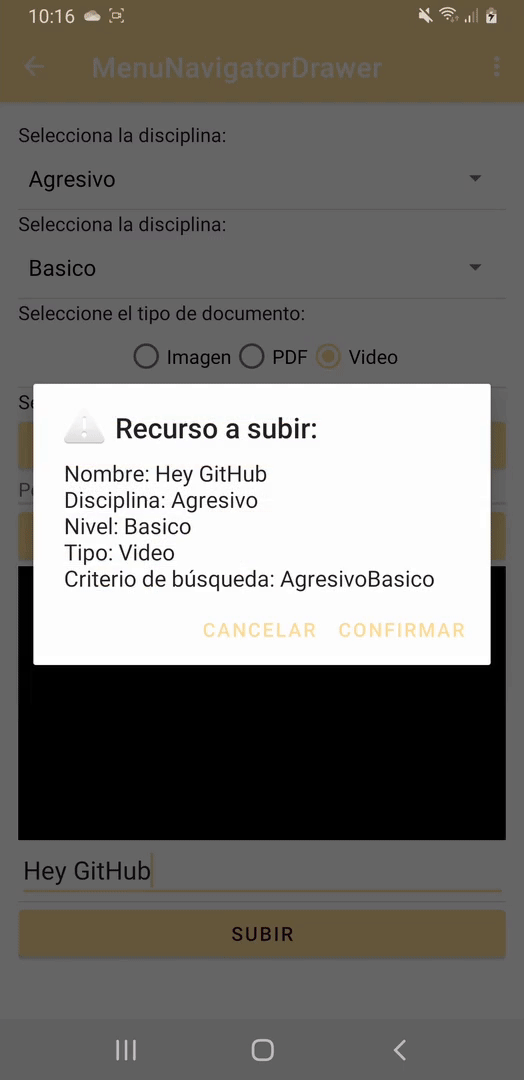 10:16
MenuNavigatorDrawer
Selecciona la disciplina:
Agresivo
Selecciona la disciplina:
Basico
Seleccione el tipo de documento:
Imagen PDF Video
Recurso a subir:
Nombre: Hey GitHub
Disciplina: Agresivo
Nivel: Basico
Tipo: Video
Criterio de búsqueda: AgresivoBasico
CANCELAR CONFIRMAR
Hey GitHub
SUBIR